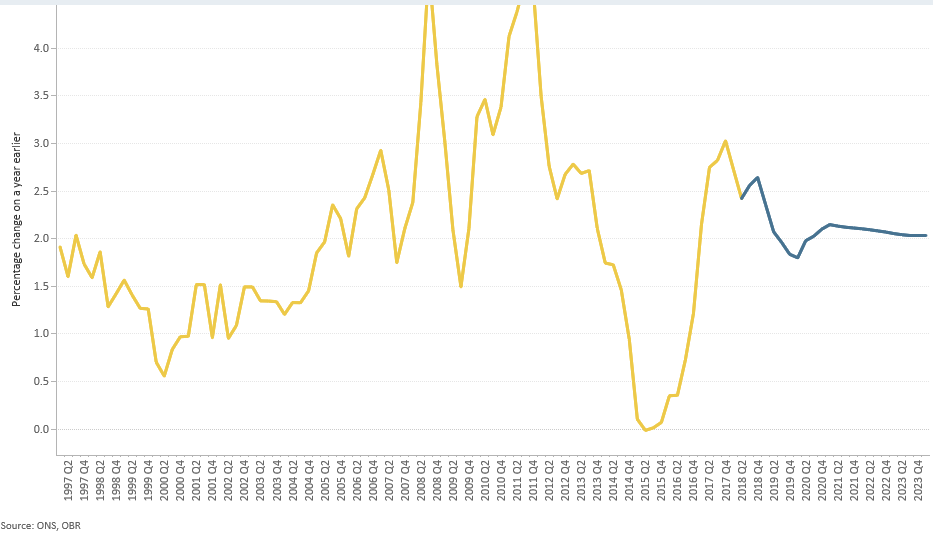 Percentage change on a year earlier
4.0
3.5
3.0
2.5
2.0
1.5
1.0
0.5
0.0
1997 Q2
1997 Q4
1998 Q2
1998 Q4
1999 Q2
1999 Q4
2000 Q2
2000 Q4
2001 Q2
2001 Q4
2002 Q2
2002 Q4
2003 Q2
2003 Q4
2004 Q2
2004 Q4
2005 Q2
2005 Q4
2006 Q2
2006 Q4
2007 Q2
2007 Q4
2008 Q2
2008 Q4
2009 Q2
2009 Q4
2010 Q2
2010 Q4
2011 Q2
2011 Q4
2012 Q2
2012 Q4
2013 Q2
2013 Q4
2014 Q2
2014 Q4
2015 Q2
2015 Q4
2016 Q2
2016 Q4
2017 Q2
2017 Q4
2018 Q2
2018 Q4
2019 Q2
2019 Q4
2020 Q2
2020 Q4
2021 Q2
2021 Q4
2022 Q2
2022 Q4
2023 Q2
2023 Q4
Source: ONS, OBR